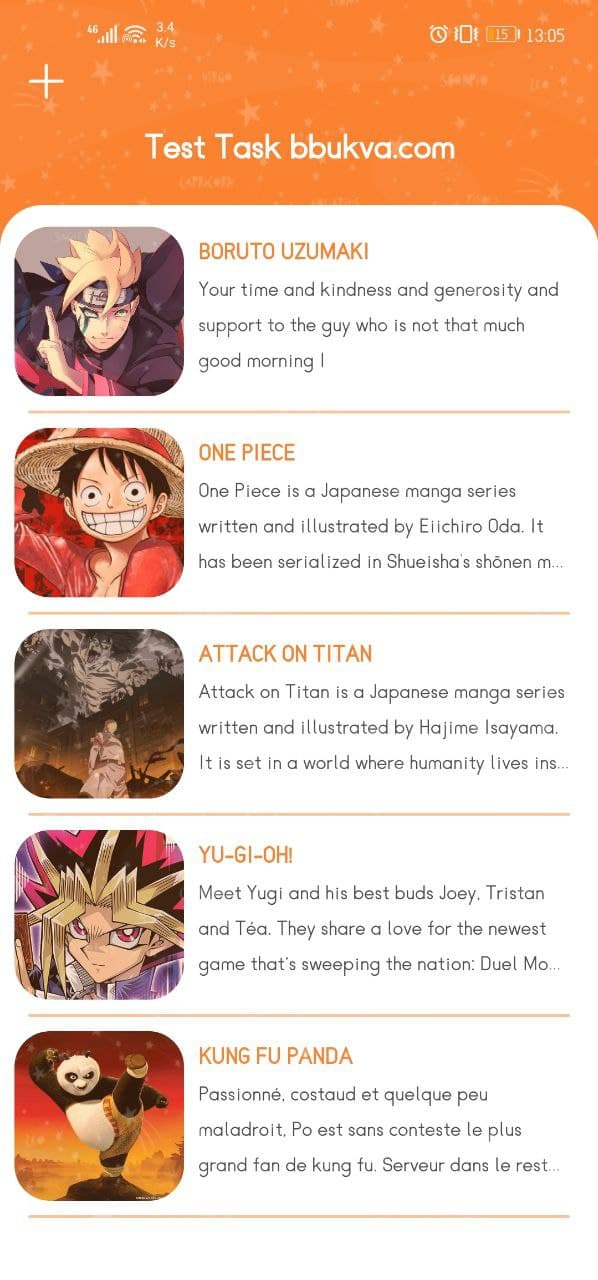 46
3.4
K/s
15
13:05
VIRGO
SCORPIO
LEO
Test Task bbukva.com
CAPRICORN
BORUTO UZUMAKI
Your time and kindness and generosity and
support to the guy who is not that much
good morning I
ONE PIECE
One Piece is a Japanese manga series
written and illustrated by Eiichiro Oda. It
has been serialized in Shueisha's shōnen m...
ATTACK ON TITAN
Attack on Titan is a Japanese manga series
written and illustrated by Hajime Isayama.
It is set in a world where humanity lives ins...
YU-GI-OH!
Meet Yugi and his best buds Joey, Tristan
and Téa. They share a love for the newest
game that's sweeping the nation: Duel Mo...
KUNG FU PANDA
Passionné, costaud et quelque peu
maladroit, Po est sans conteste le plus
grand fan de kung fu. Serveur dans le rest...